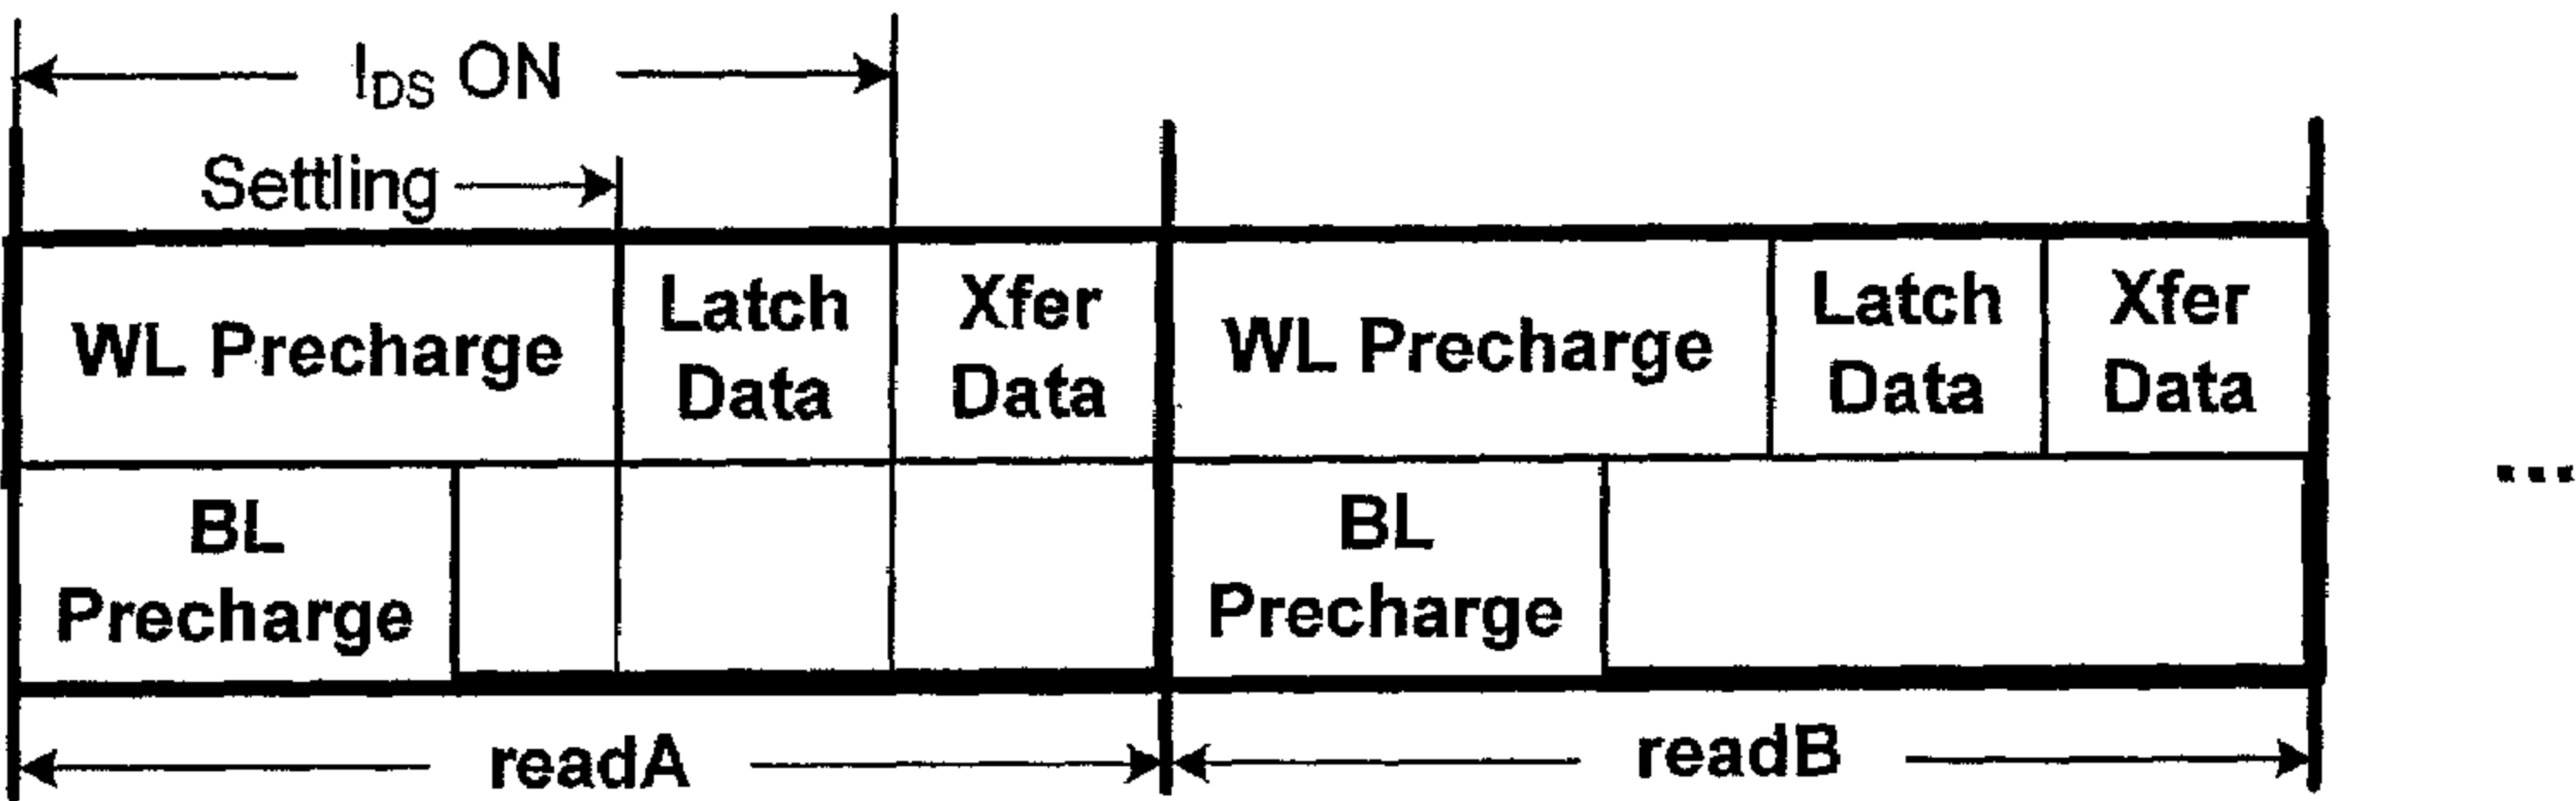 I_DS ON
Settling
WL Precharge
Latch
Data
Xfer
Data
WL Precharge
Latch
Data
Xfer
Data
BL
Precharge
BL
Precharge
...
readA
readB